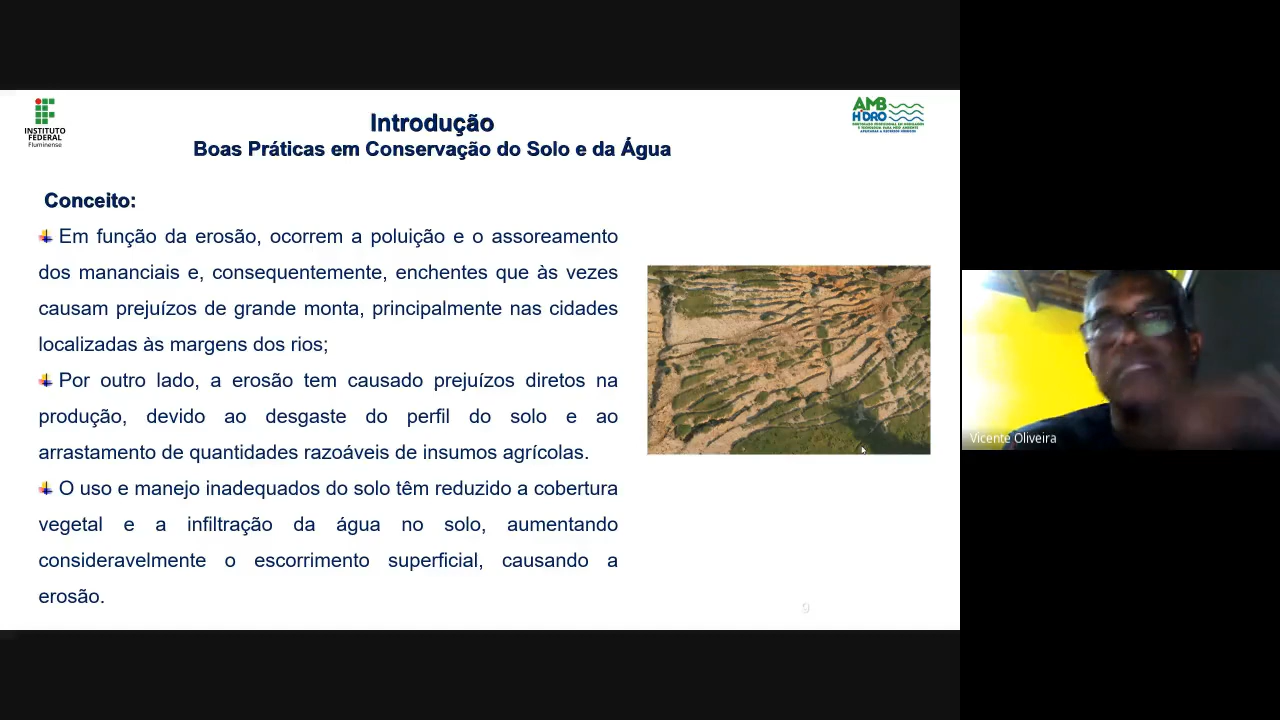 INSTITUTO
FEDERAL
Fluminense
Introdução
Boas Práticas em Conservação do Solo e da Água
AMB
HIDRO
Conceito:
Em função da erosão, ocorrem a poluição e o assoreamento
dos mananciais e, consequentemente, enchentes que às vezes
causam prejuízos de grande monta, principalmente nas cidades
localizadas às margens dos rios;
Por outro lado, a erosão tem causado prejuízos diretos na
produção, devido ao desgaste do perfil do solo e ao
arrastamento de quantidades razoáveis de insumos agrícolas.
O uso e manejo inadequados do solo têm reduzido a cobertura
vegetal e a infiltração da água no solo, aumentando
consideravelmente o escorrimento superficial, causando a
erosão.
9
Vicente Oliveira